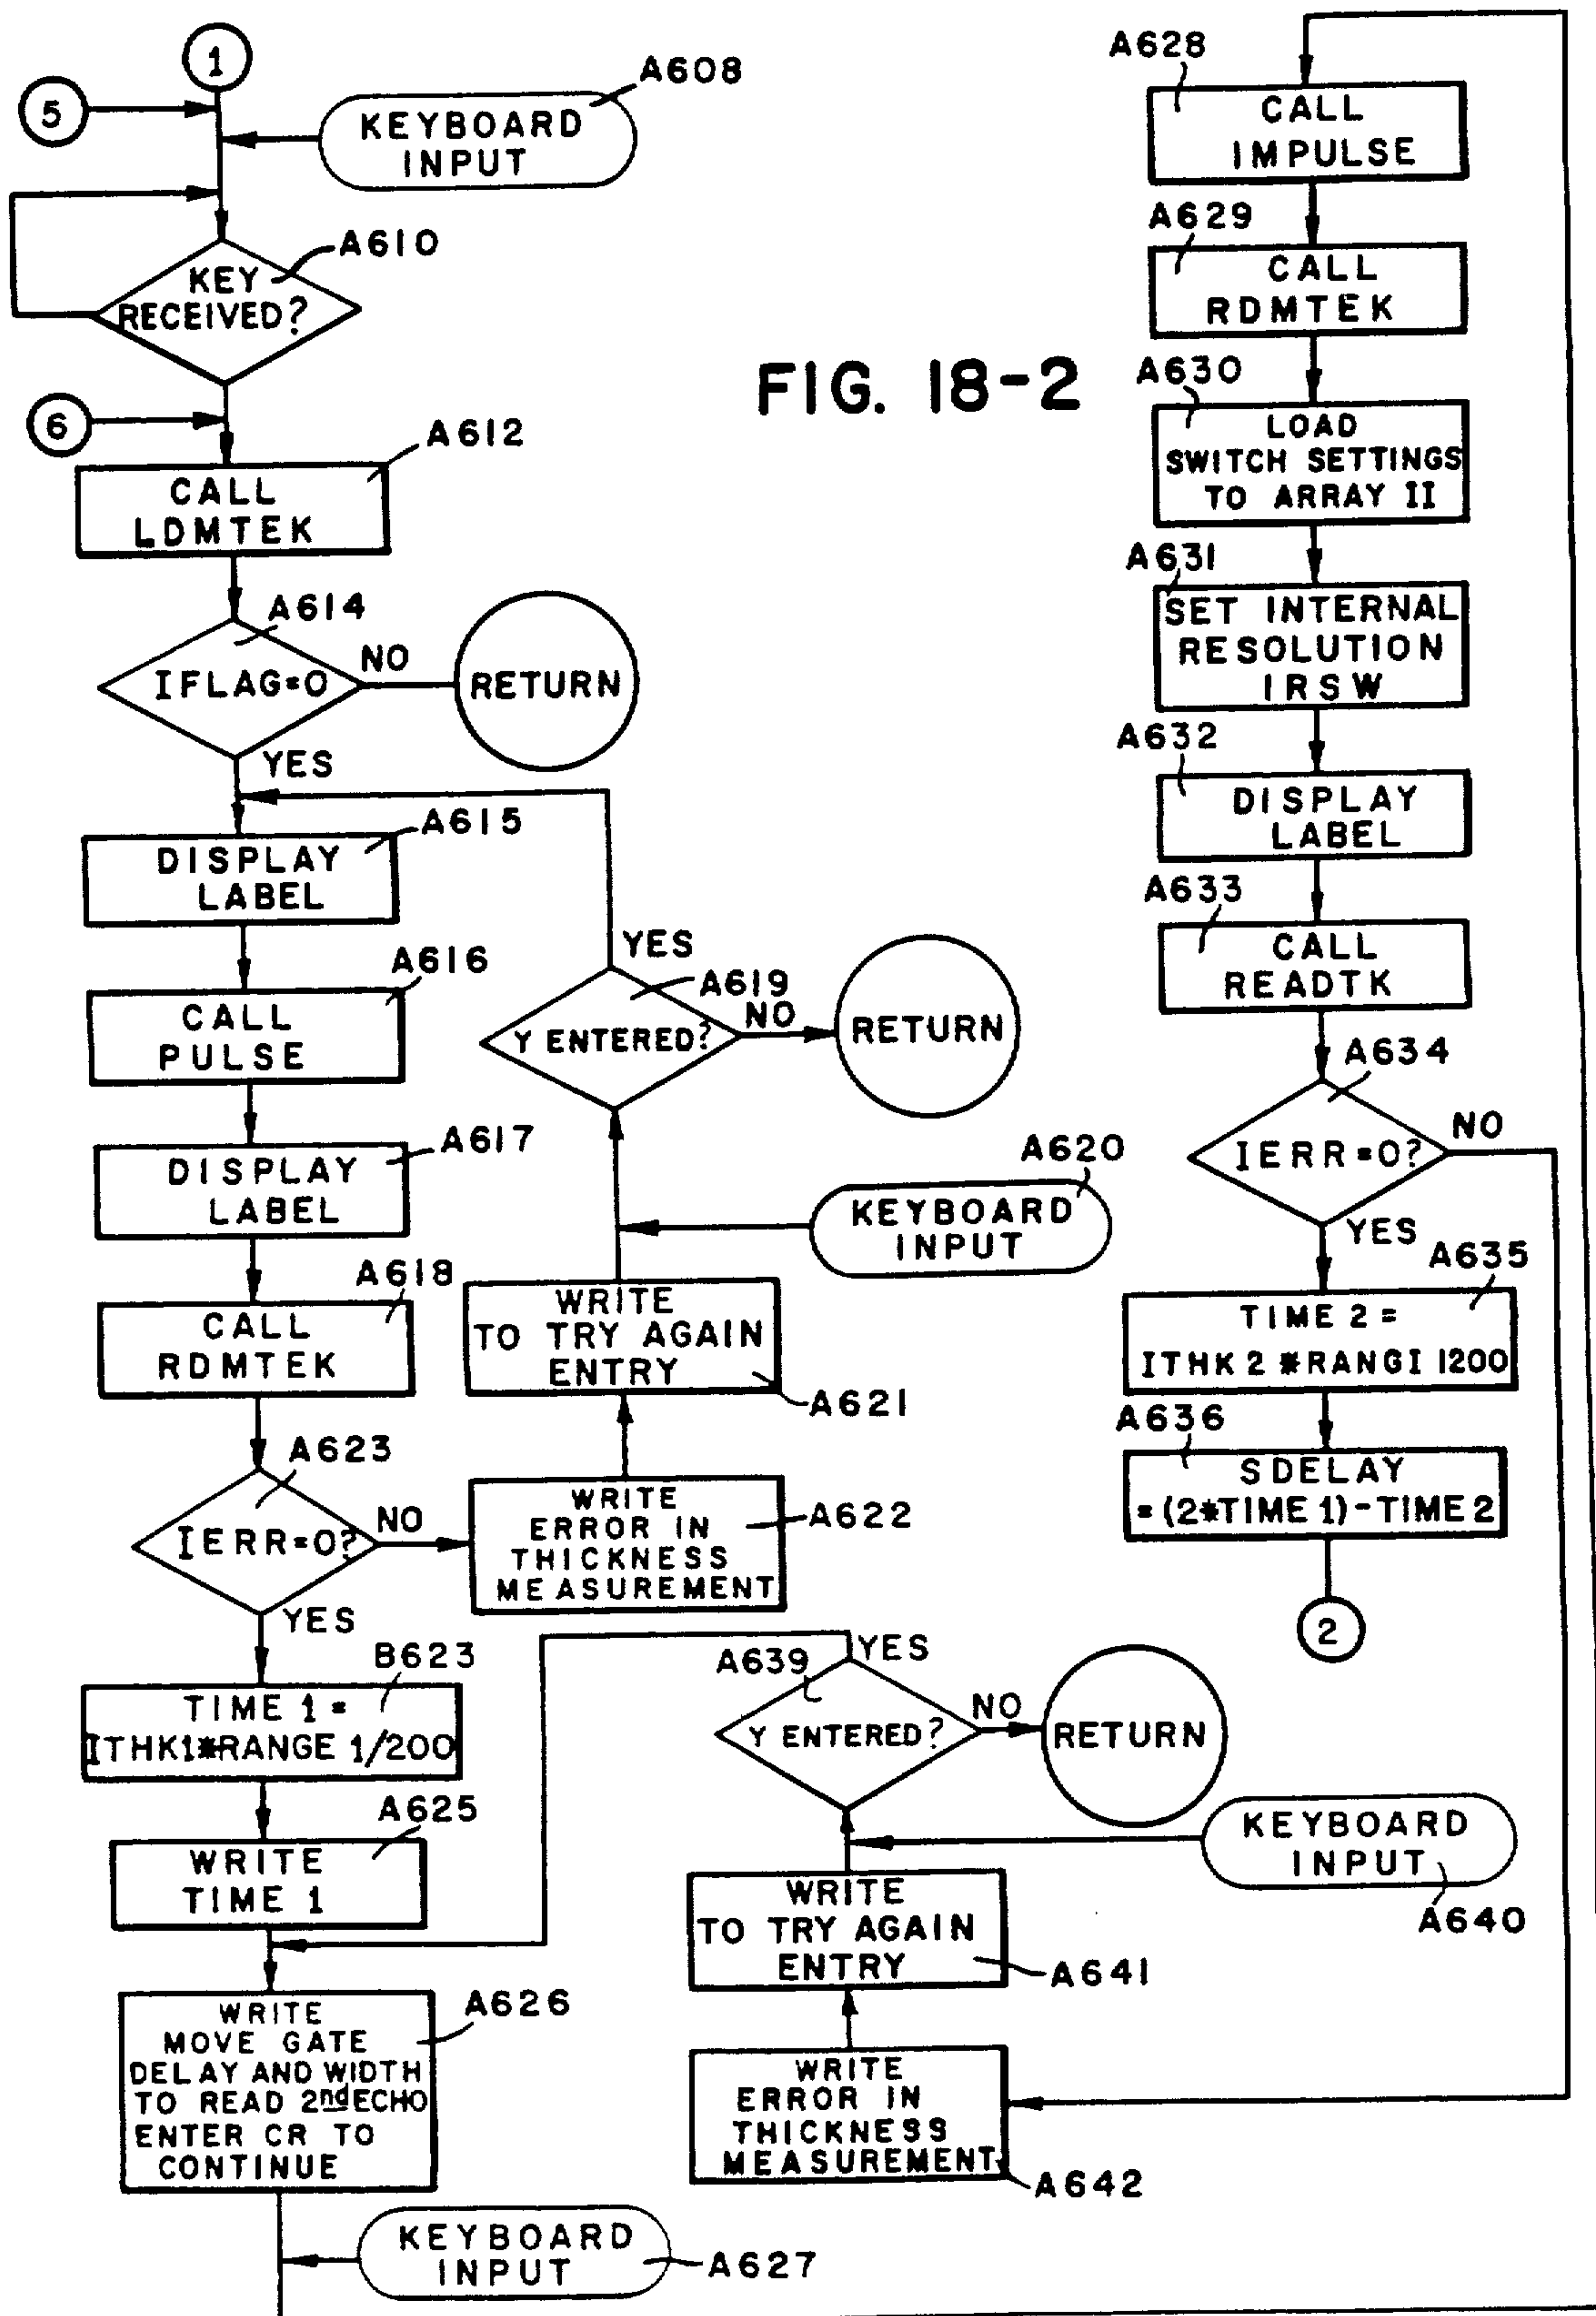 1
5
A608
KEYBOARD
INPUT
A610
KEY
RECEIVED?
6
A612
CALL
LDMTEK
A614
IFLAG=0
NO
RETURN
YES
A615
DISPLAY
LABEL
A616
CALL
PULSE
A617
DISPLAY
LABEL
A618
CALL
RDMTEK
A623
IERR=0?
NO
YES
B623
TIME 1 =
ITHK1*RANGE 1/200
A625
WRITE
TIME 1
A626
WRITE
MOVE GATE
DELAY AND WIDTH
TO READ 2nd ECHO
ENTER CR TO
CONTINUE
KEYBOARD
INPUT
A627
YES
A619
Y ENTERED?
NO
RETURN
A620
KEYBOARD
INPUT
WRITE
TO TRY AGAIN
ENTRY
A621
WRITE
ERROR IN
THICKNESS
MEASUREMENT
A622
YES
A639
Y ENTERED?
NO
RETURN
KEYBOARD
INPUT
A640
WRITE
TO TRY AGAIN
ENTRY
A641
WRITE
ERROR IN
THICKNESS
MEASUREMENT
A642
FIG. 18-2
A628
CALL
IMPULSE
A629
CALL
RDMTEK
A630
LOAD
SWITCH SETTINGS
TO ARRAY II
A631
SET INTERNAL
RESOLUTION
IRSW
A632
DISPLAY
LABEL
A633
CALL
READTK
A634
IERR=0?
NO
YES
A635
TIME 2 =
ITHK 2 *RANGI 1200
A636
SDELAY
=(2*TIME 1)-TIME 2
2